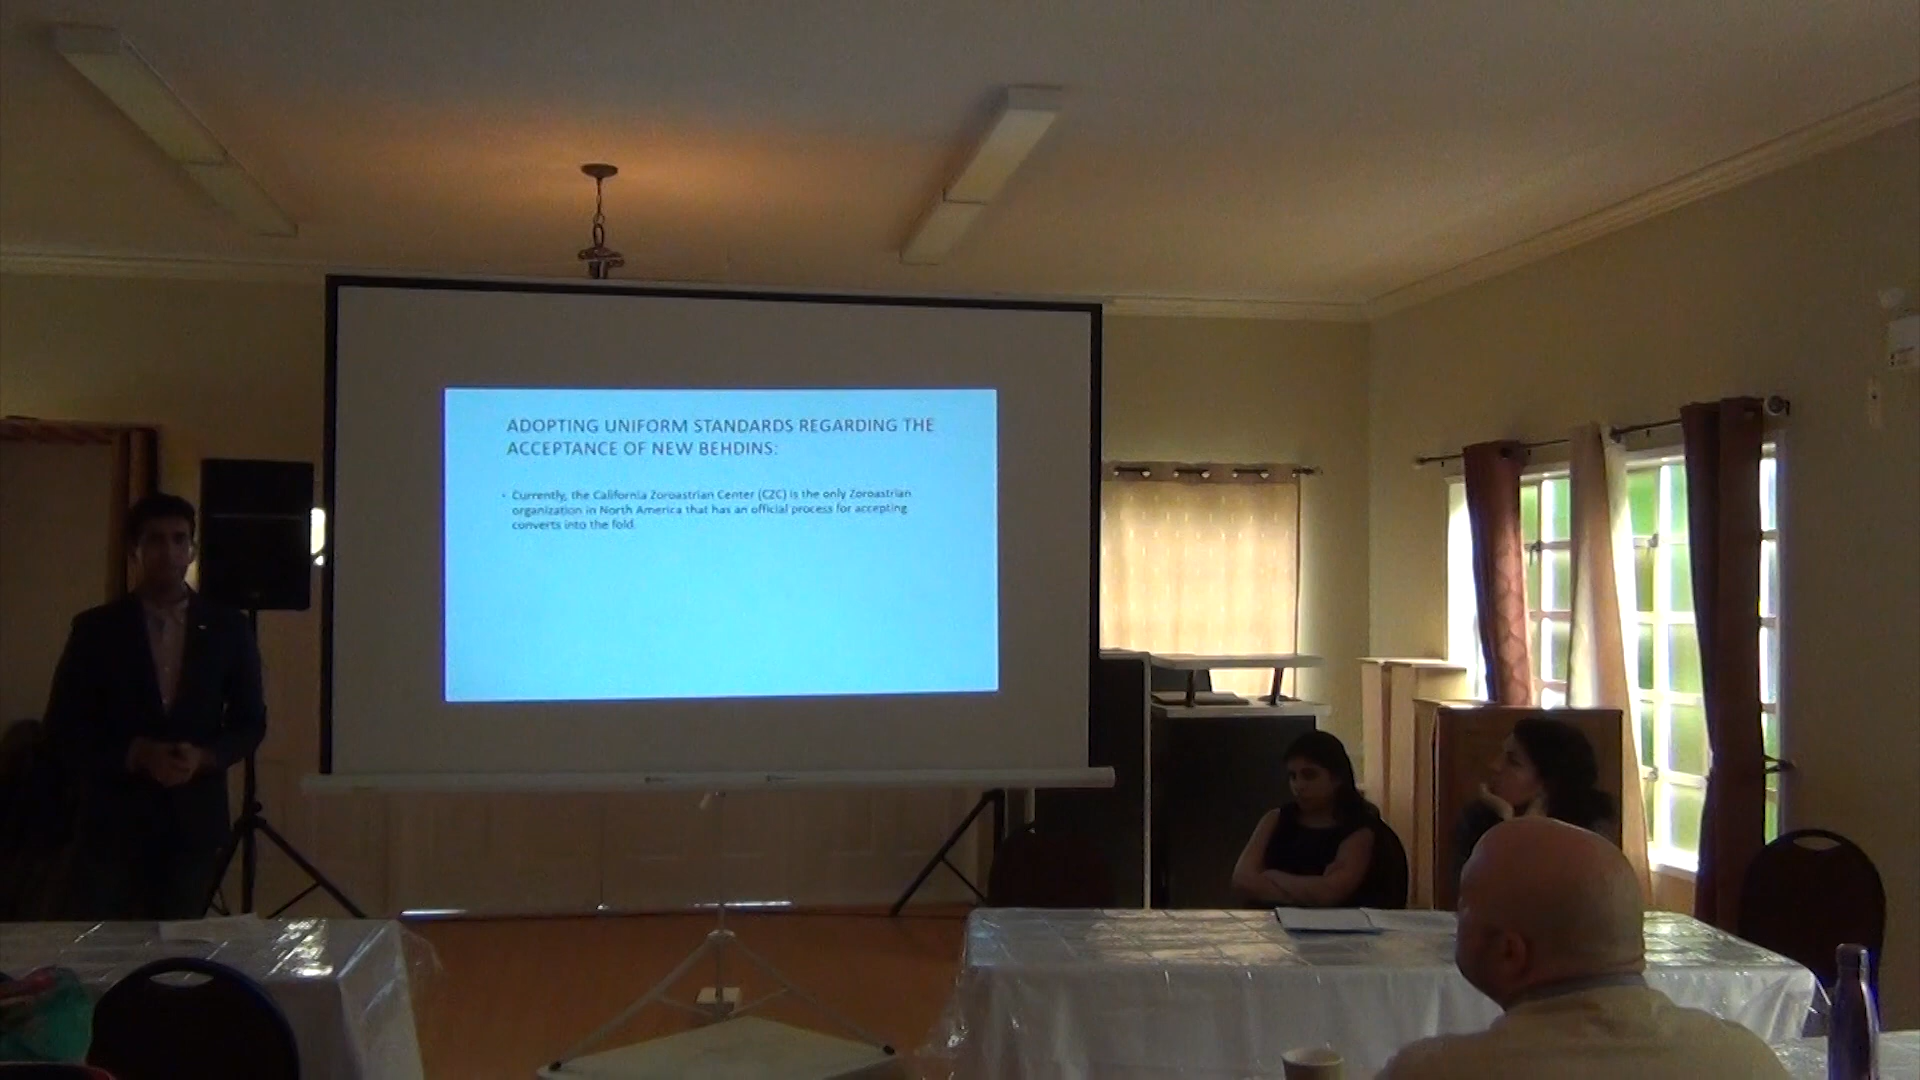 ADOPTING UNIFORM STANDARDS REGARDING THE
ACCEPTANCE OF NEW BEHDINS:
• Currently, the California Zoroastrian Center (CZC) is the only Zoroastrian
organization in North America that has an official process for accepting
converts into the fold.